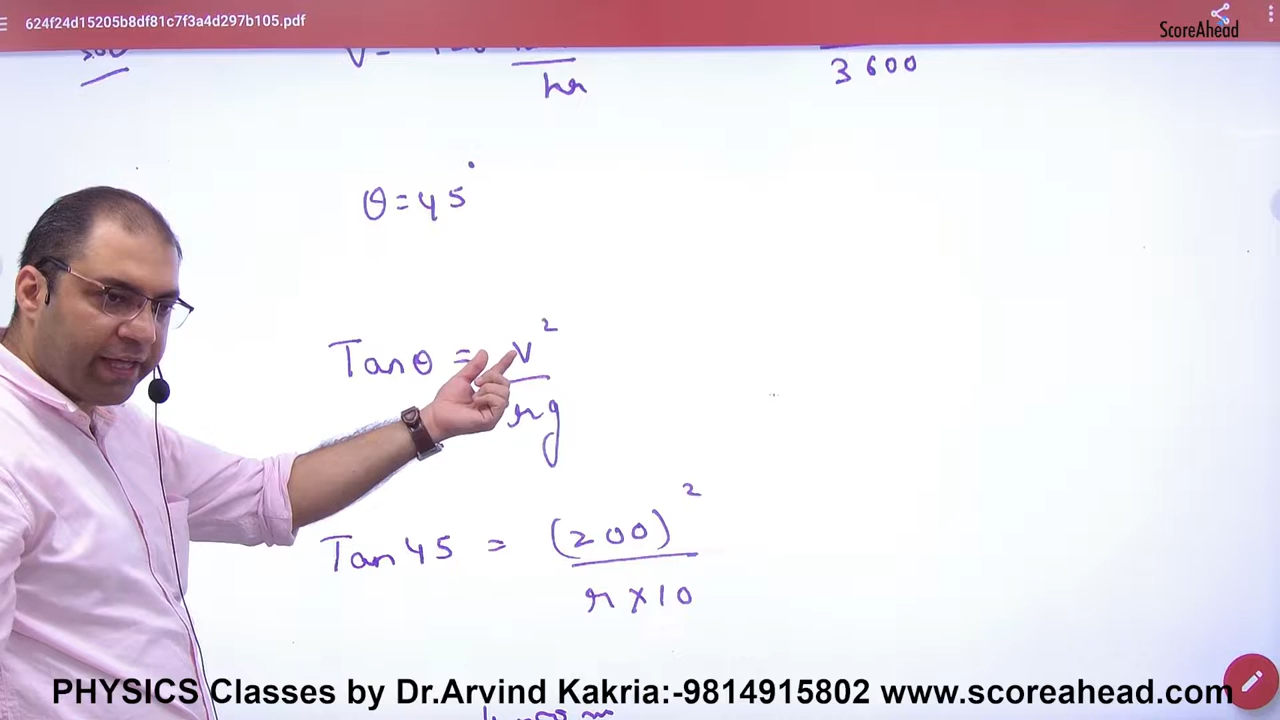 624f24d15205b8df81c7f3a4d297b105.pdf
ScoreAhead
V =
hr
3600
θ = 45°
Tanθ = v²
rg
Tan 45 = (200)²
r × 10
PHYSICS Classes by Dr.Arvind Kakria:-9814915802 www.scoreahead.com